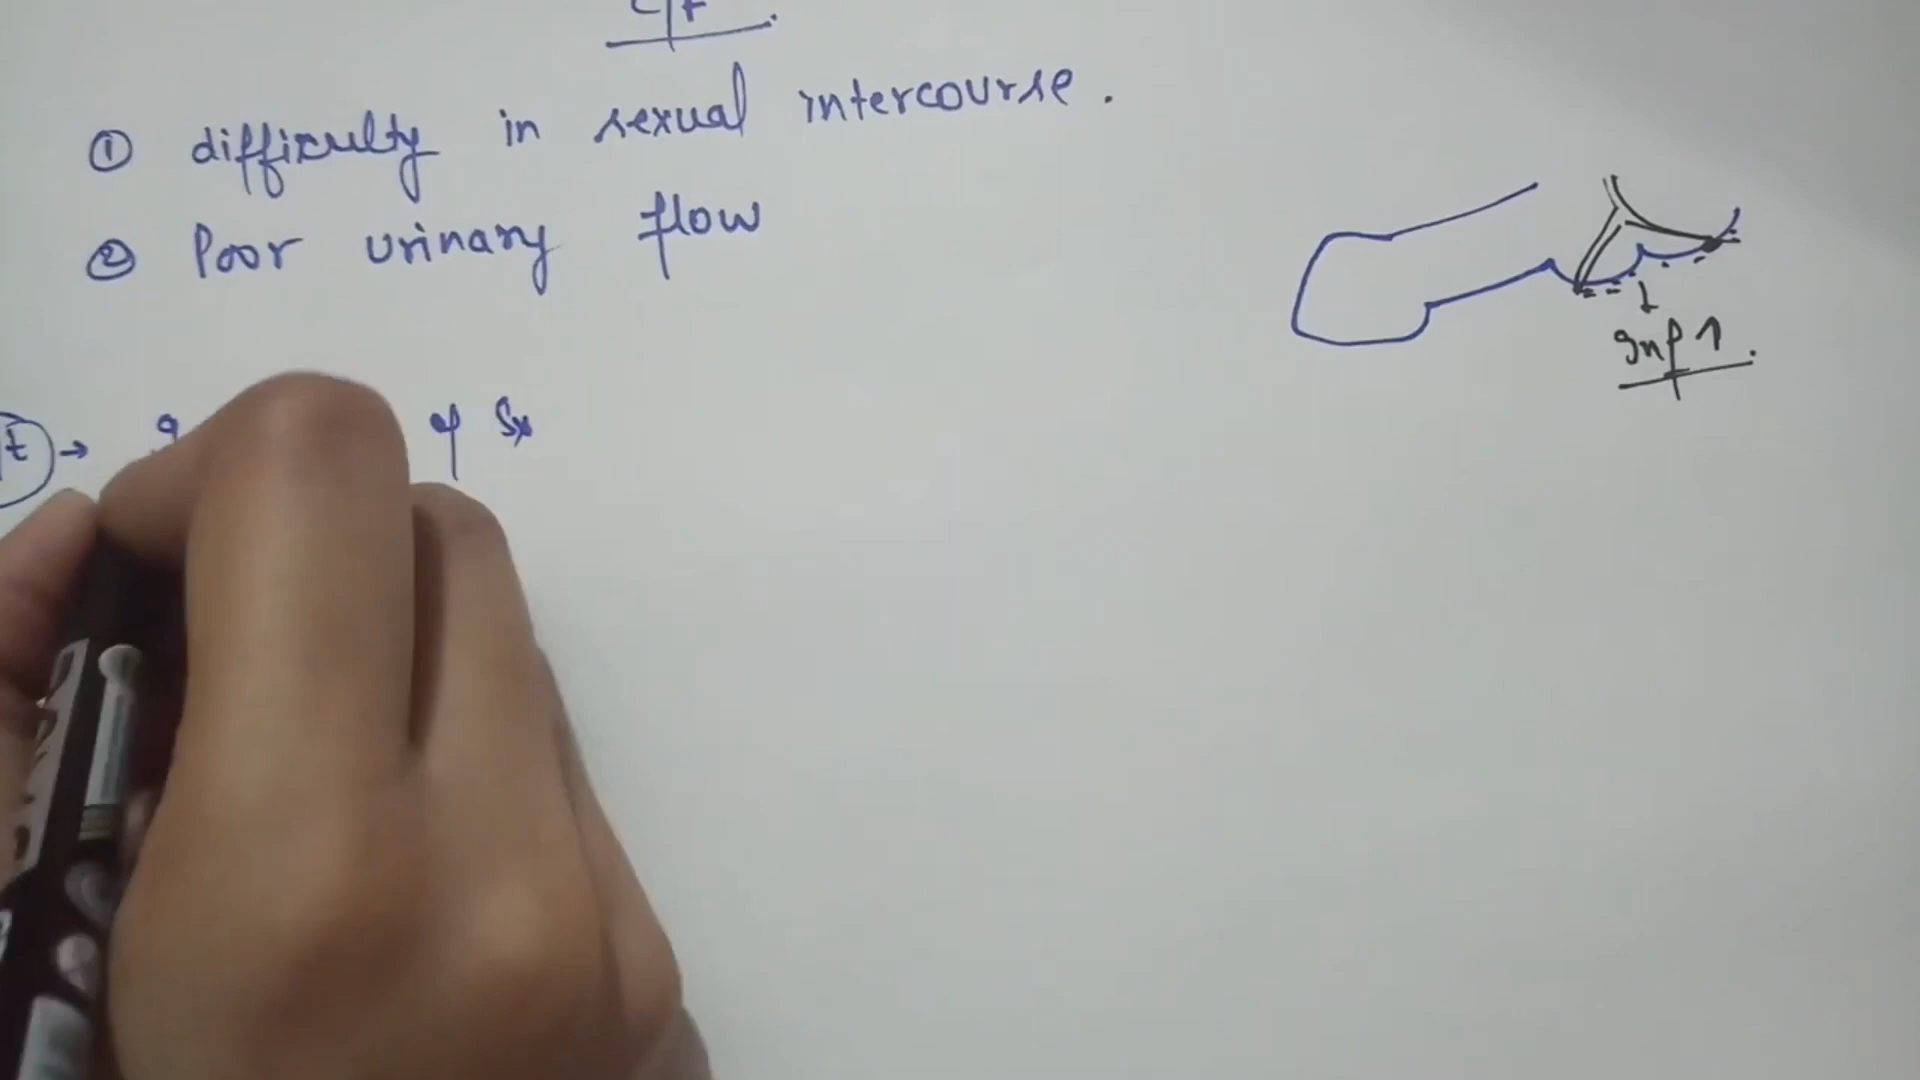 C/F
① difficulty in sexual intercourse.
② Poor urinary flow
Inf ↑.
t → of Sx